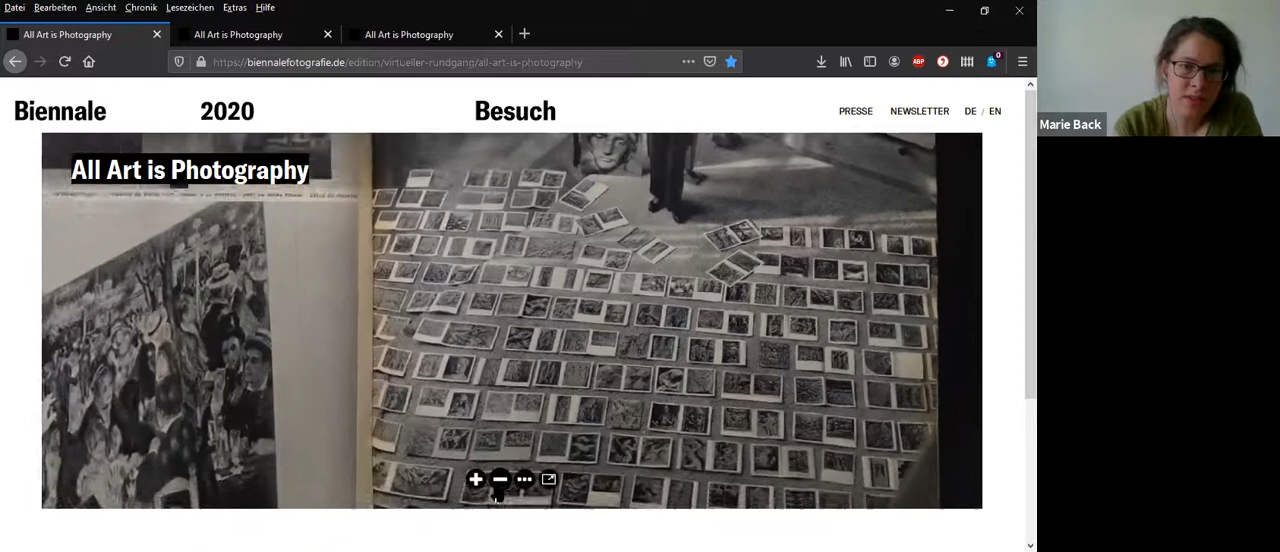 Datei Bearbeiten Ansicht Chronik Lesezeichen Extras Hilfe
All Art is Photography
All Art is Photography
All Art is Photography
https://biennalefotografie.de/edition/virtueller-rundgang/all-art-is-photography
ABP
0
Biennale 2020 Besuch PRESSE NEWSLETTER DE / EN
All Art is Photography
Marie Back